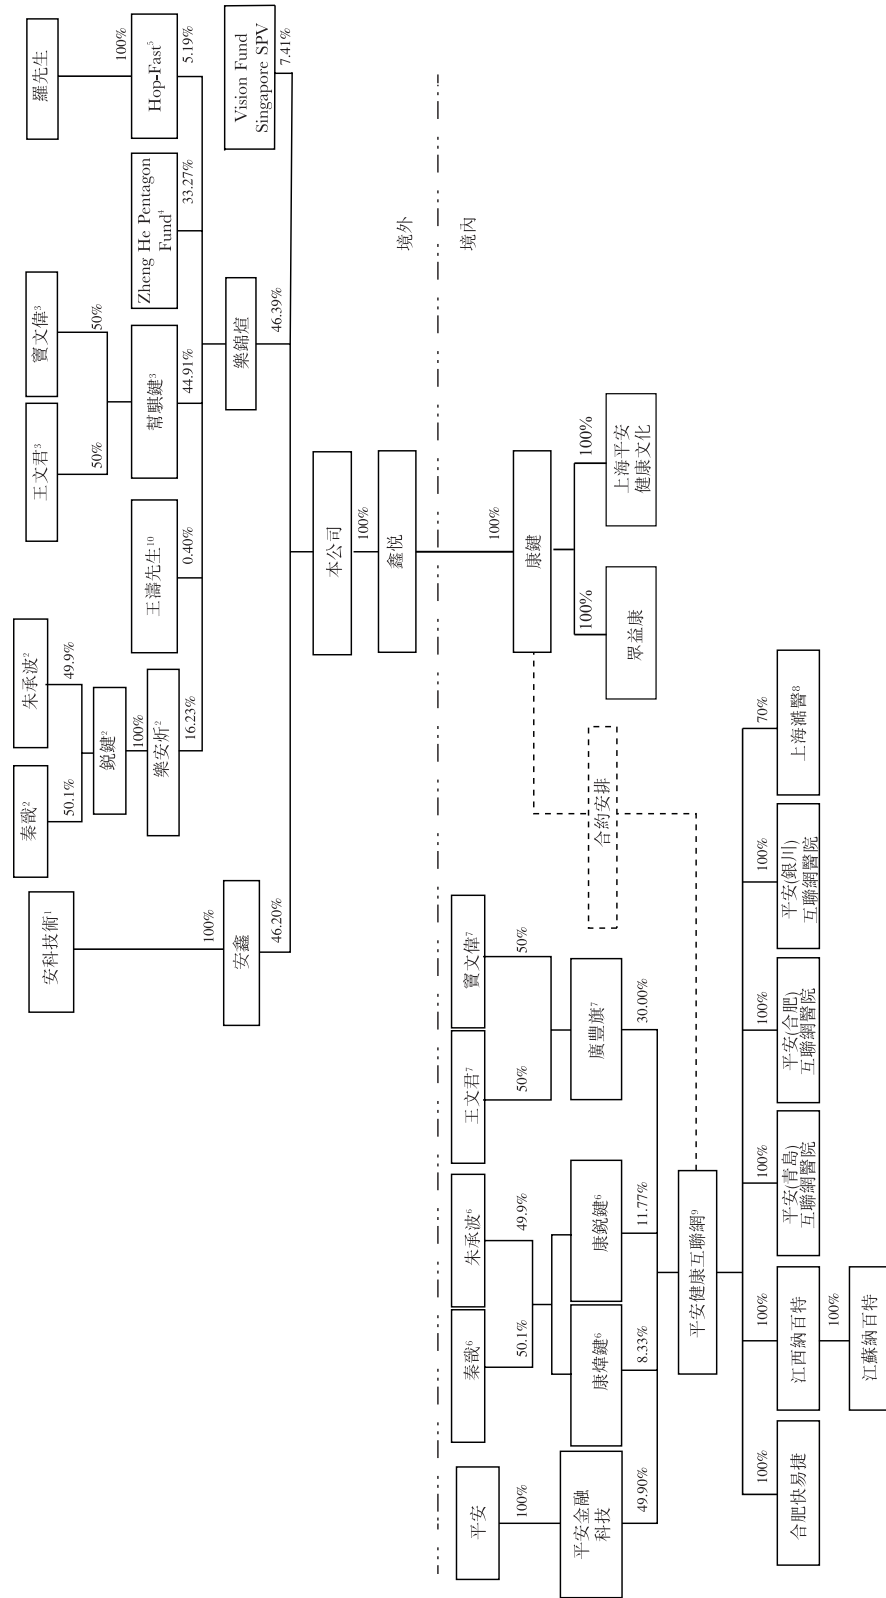 安科技術1
100%
安鑫
46.20%
秦戬2
朱承波2
50.1%
49.9%
銳鍵2
100%
樂安炘2
16.23%
王濤先生10
0.40%
王文君3
竇文偉3
50%
50%
幫騏鍵3
44.91%
Zheng He Pentagon
Fund4
33.27%
羅先生
100%
Hop-Fast5
5.19%
樂錦煊
46.39%
Vision Fund
Singapore SPV
7.41%
本公司
100%
鑫悅
境外
境內
100%
康鍵
100%
100%
眾益康
上海平安
健康文化
合約安排
平安
100%
平安金融
科技
49.90%
秦戬6
朱承波6
50.1%
49.9%
康煒鍵6
康銳鍵6
8.33%
11.77%
王文君7
竇文偉7
50%
50%
廣豐旗7
30.00%
平安健康互聯網9
100%
合肥快易捷
100%
江西納百特
100%
江蘇納百特
100%
平安(青島)
互聯網醫院
100%
平安(合肥)
互聯網醫院
100%
平安(銀川)
互聯網醫院
70%
上海澔醫8